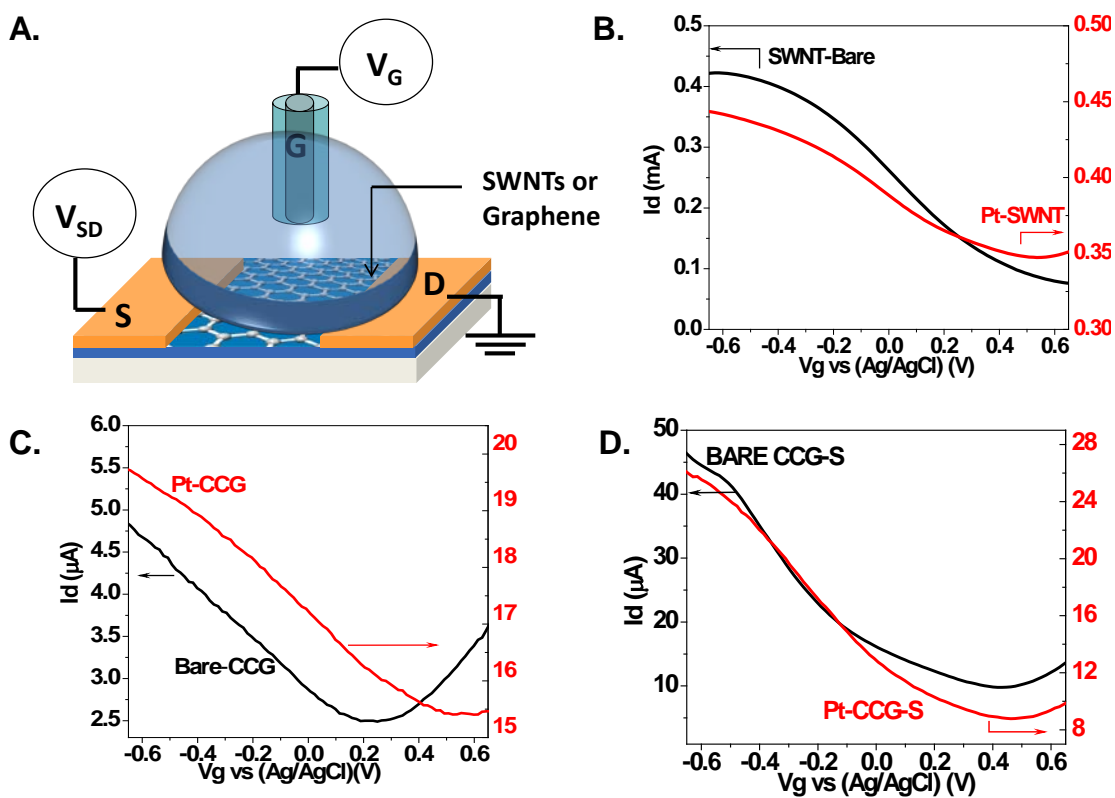 A.
V_G
G
SWNTs or
Graphene
V_SD
S
D
B.
0.5
0.4
0.3
0.2
0.1
0.0
Id (mA)
SWNT-Bare
Pt-SWNT
0.50
0.45
0.40
0.35
0.30
-0.6 -0.4 -0.2 0.0 0.2 0.4 0.6
Vg vs (Ag/AgCl) (V)
C.
6.0
5.5
5.0
4.5
4.0
3.5
3.0
2.5
Id (µA)
Pt-CCG
Bare-CCG
20
19
18
17
16
15
-0.6 -0.4 -0.2 0.0 0.2 0.4 0.6
Vg vs (Ag/AgCl)(V)
D.
50
40
30
20
10
Id (µA)
BARE CCG-S
Pt-CCG-S
28
24
20
16
12
8
-0.6 -0.4 -0.2 0.0 0.2 0.4 0.6
Vg vs (Ag/AgCl) (V)